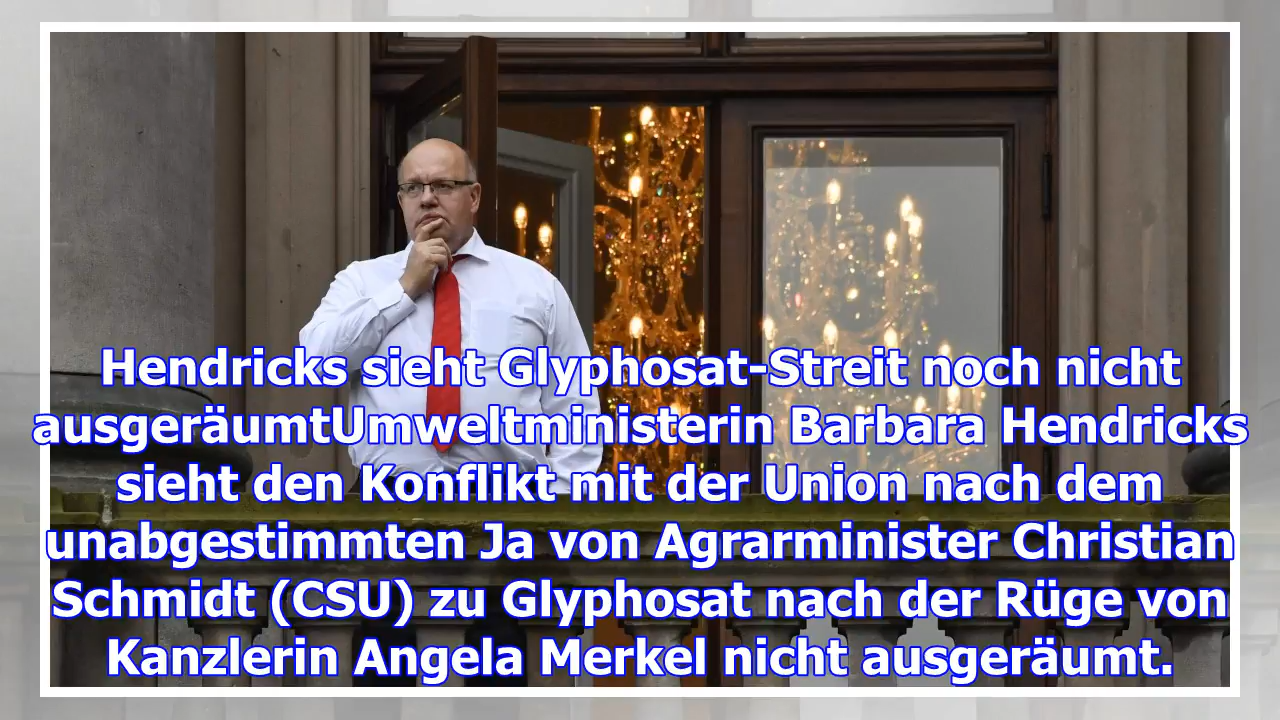 Hendricks sieht Glyphosat-Streit noch nicht
ausgeräumtUmweltministerin Barbara Hendricks
sieht den Konflikt mit der Union nach dem
unabgestimmten Ja von Agrarminister Christian
Schmidt (CSU) zu Glyphosat nach der Rüge von
Kanzlerin Angela Merkel nicht ausgeräumt.